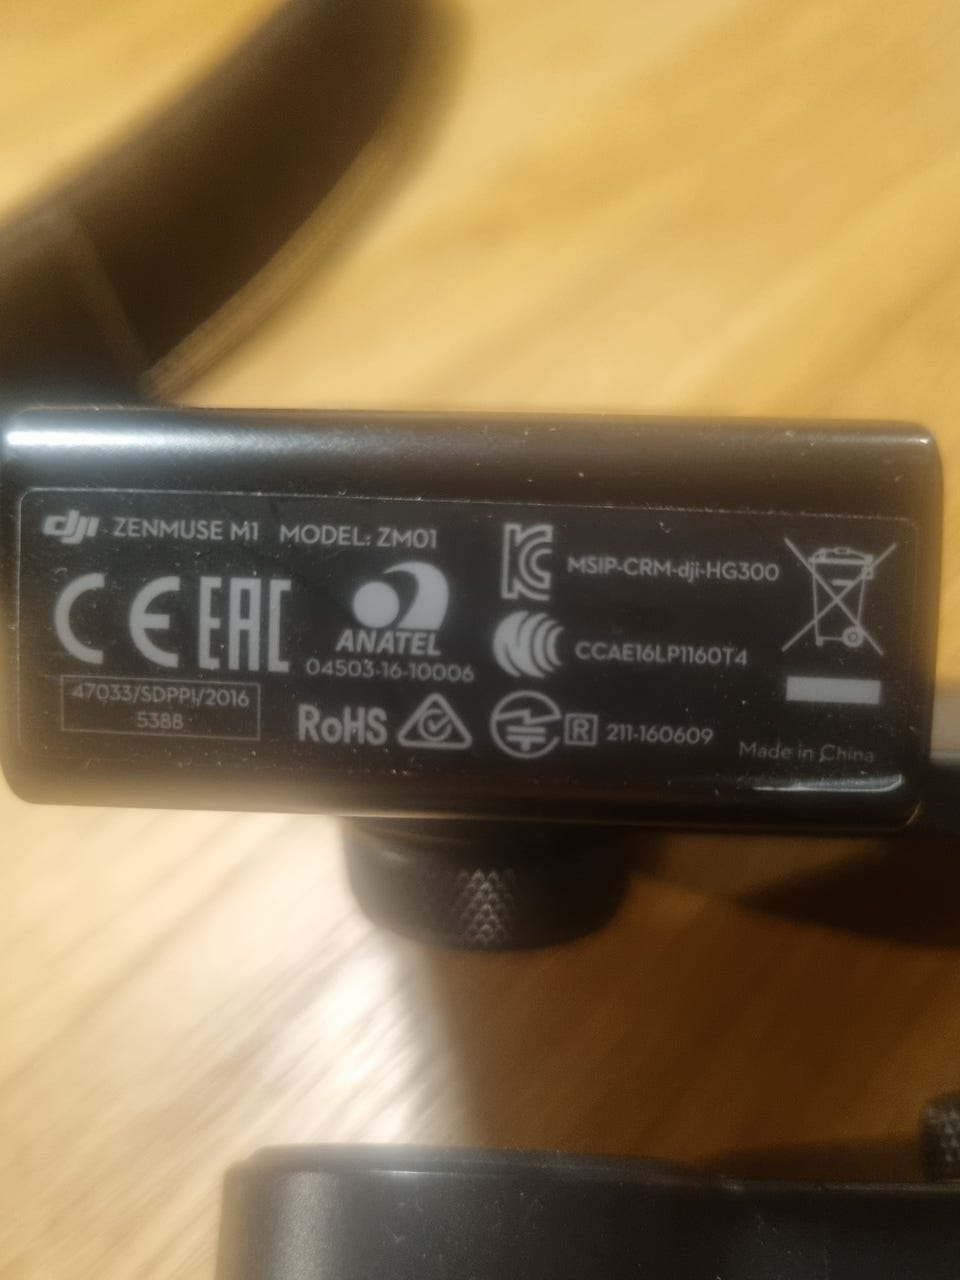 dji ZENMUSE M1 MODEL: ZM01
CE EAC
ANATEL
04503-16-10006
47033/SDPPI/2016
5388
RoHS
MSIP-CRM-dji-HG300
CCAE16LP1160T4
R 211-160609
Made in China